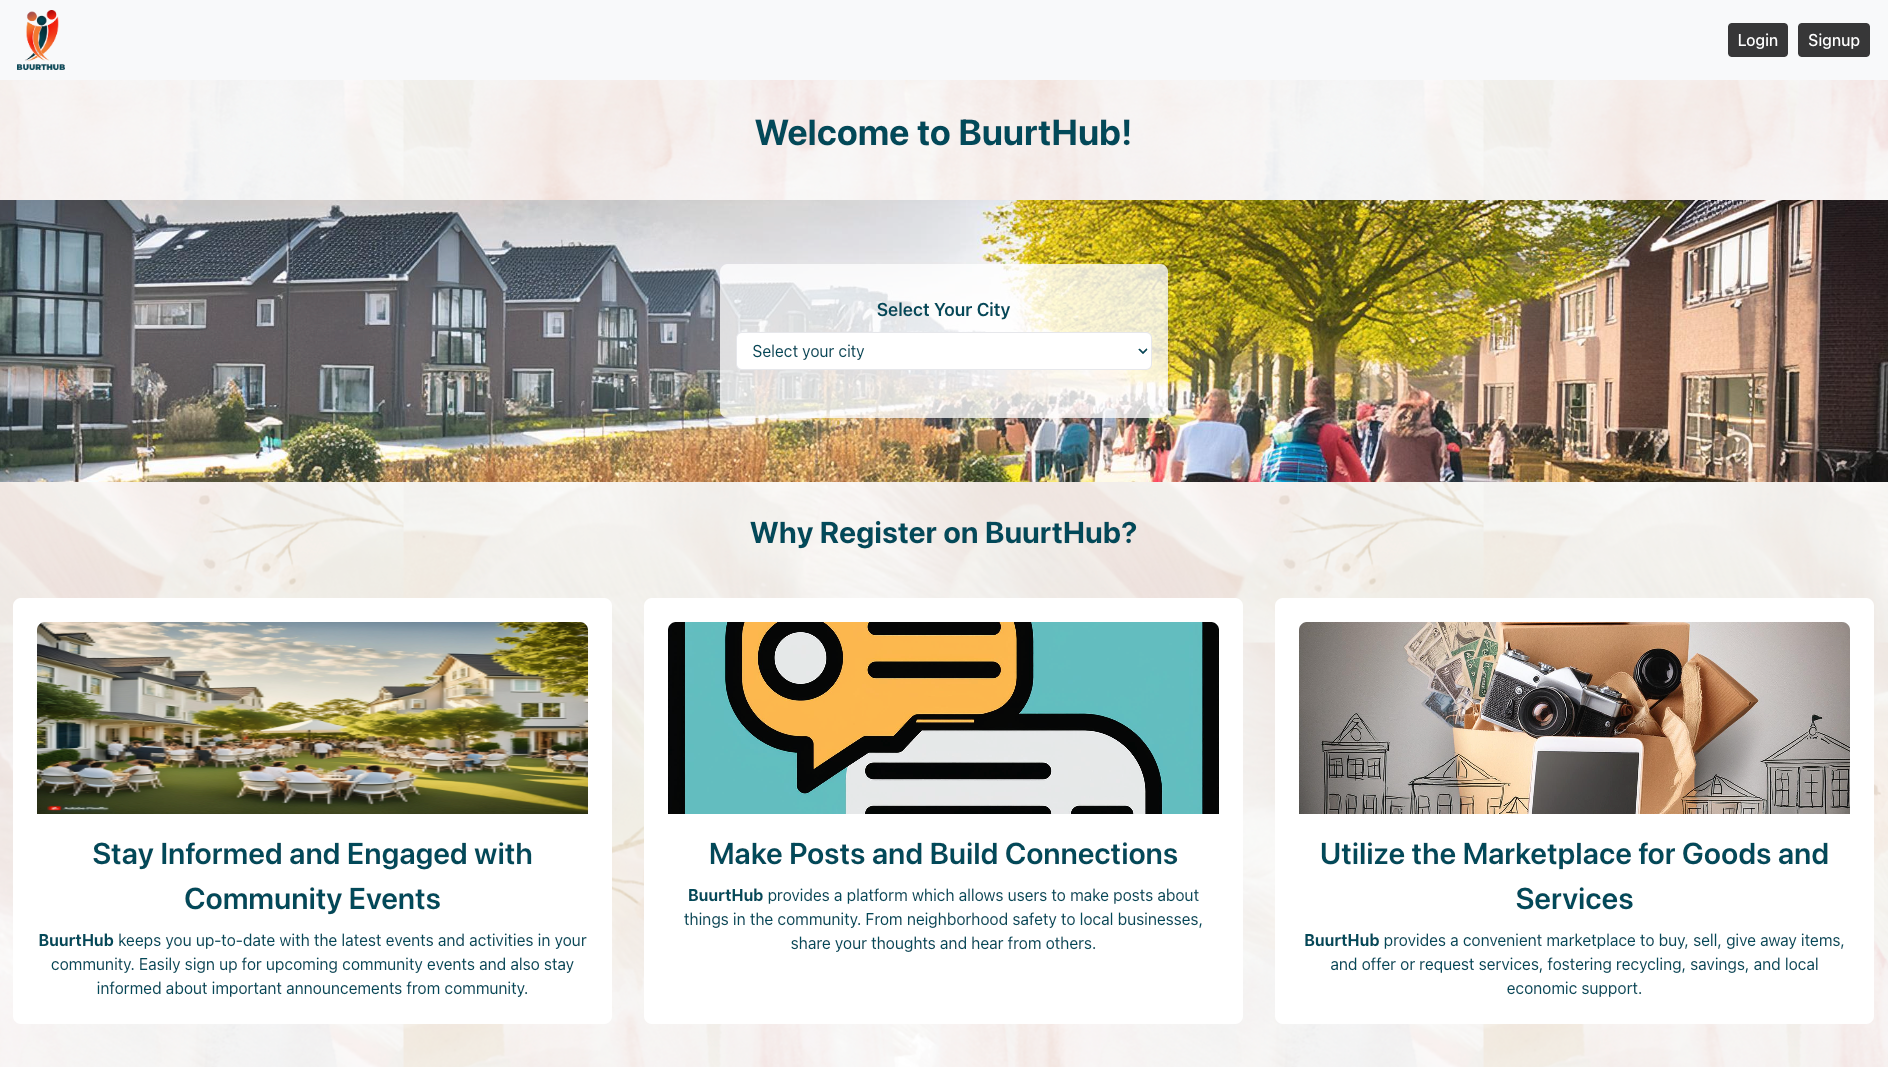 BUURTHUB
Login
Signup
Welcome to BuurtHub!
Select Your City
Select your city
Why Register on BuurtHub?
Stay Informed and Engaged with
Community Events
BuurtHub keeps you up-to-date with the latest events and activities in your
community. Easily sign up for upcoming community events and also stay
informed about important announcements from community.
Make Posts and Build Connections
BuurtHub provides a platform which allows users to make posts about
things in the community. From neighborhood safety to local businesses,
share your thoughts and hear from others.
Utilize the Marketplace for Goods and
Services
BuurtHub provides a convenient marketplace to buy, sell, give away items,
and offer or request services, fostering recycling, savings, and local
economic support.